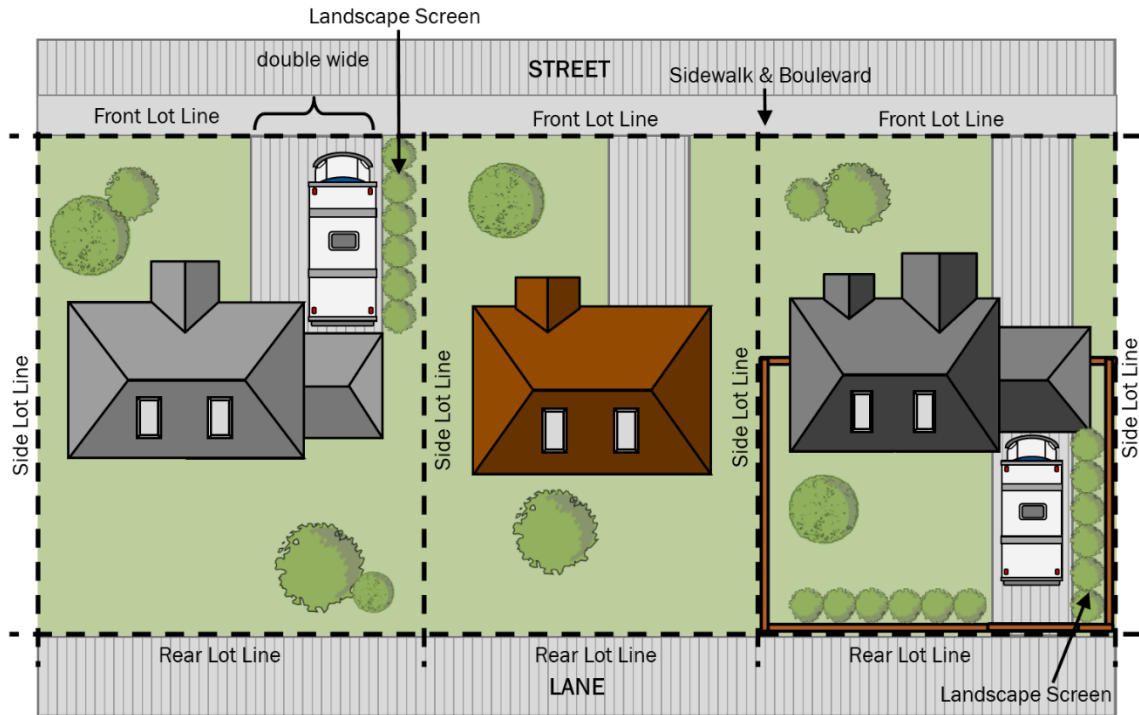 Landscape Screen
double wide
STREET
Sidewalk & Boulevard
Front Lot Line
Front Lot Line
Front Lot Line
Side Lot Line
Side Lot Line
Side Lot Line
Side Lot Line
Rear Lot Line
Rear Lot Line
Rear Lot Line
LANE
Landscape Screen